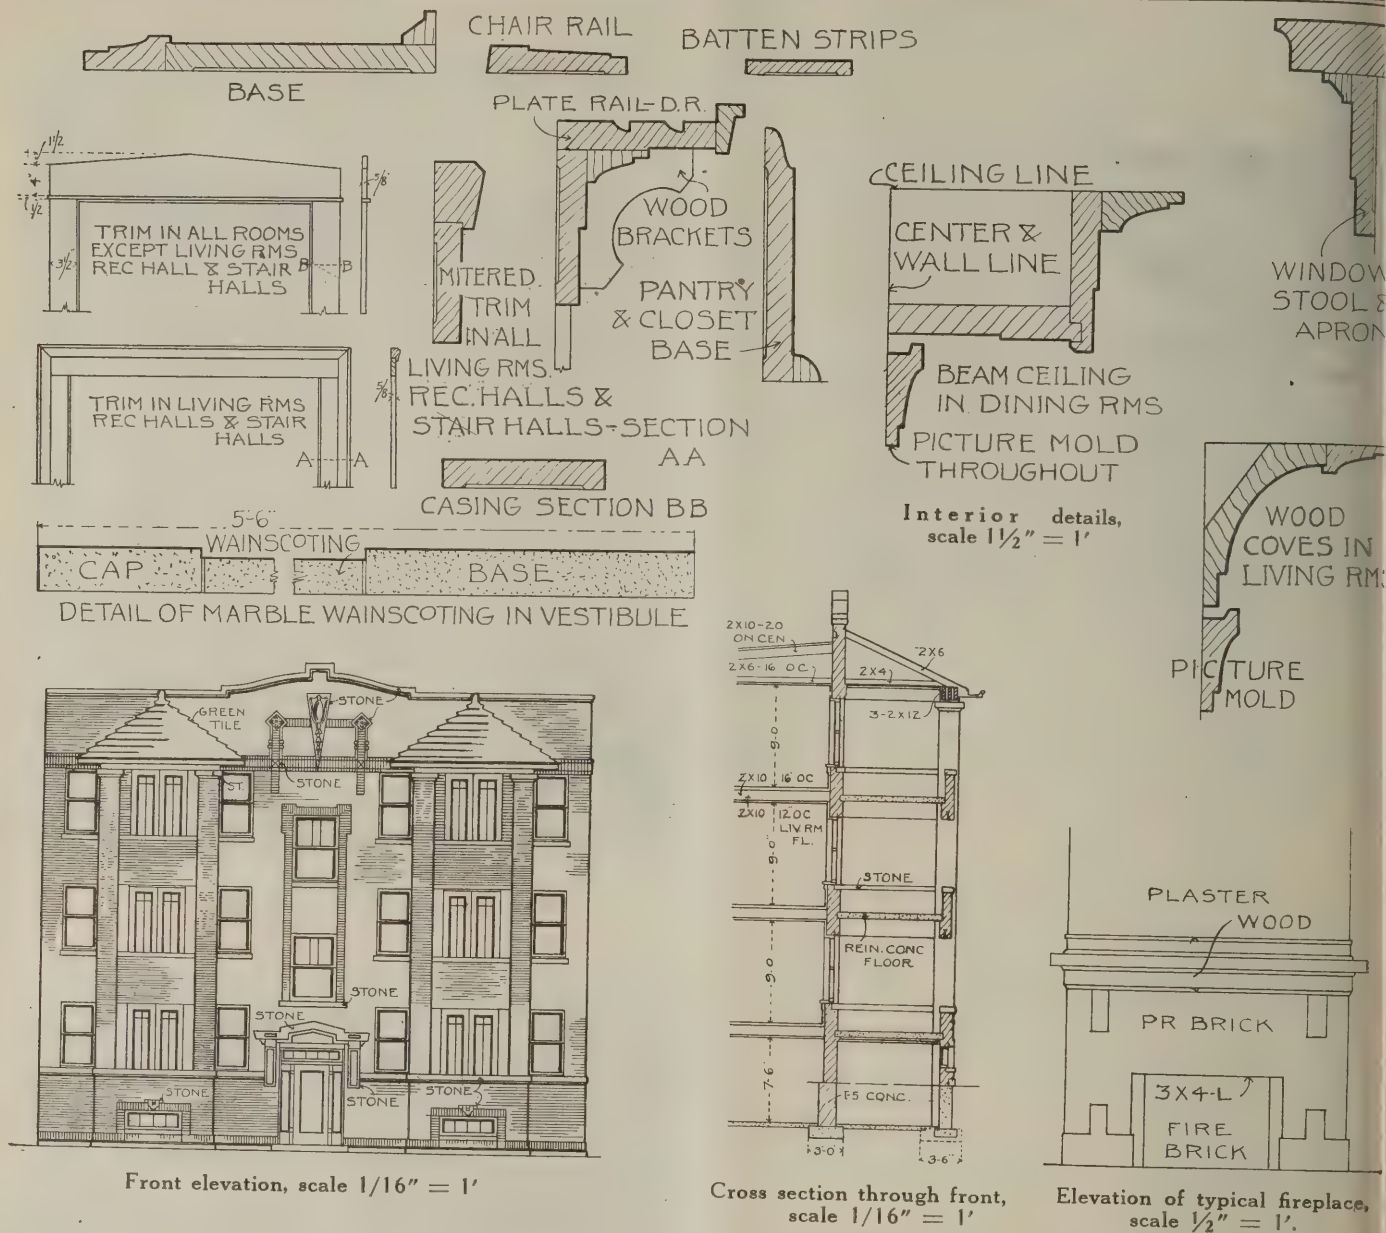 BASE
CHAIR RAIL
BATTEN STRIPS
PLATE RAIL-D.R.
WOOD
BRACKETS
PANTRY
& CLOSET
BASE
1 1/2
4"
1/2
5/8"
3 1/2"
TRIM IN ALL ROOMS
EXCEPT LIVING RMS
REC HALL & STAIR
HALLS
B B
MITERED.
TRIM
IN ALL
LIVING RMS.
REC. HALLS &
STAIR HALLS-SECTION
AA
5/8"
TRIM IN LIVING RMS
REC HALLS & STAIR
HALLS
A A
CASING SECTION BB
5'-6"
WAINSCOTING
CAP
BASE
DETAIL OF MARBLE WAINSCOTING IN VESTIBULE
CEILING LINE
CENTER &
WALL LINE
BEAM CEILING
IN DINING RMS
PICTURE MOLD
THROUGHOUT
Interior details,
scale 1½" = 1'
WINDOW
STOOL &
APRON
WOOD
COVES IN
LIVING RMS
PICTURE
MOLD
GREEN
TILE
STONE
STONE
ST.
STONE
STONE
STONE
STONE
STONE
Front elevation, scale 1/16" = 1'
2X10-20
ON CEN
2X6-16 OC
2X6
2X4
3-2X12
9-0
2X10 16" OC
2X10 12" OC
LIV. RM
FL.
9-0
STONE
REIN. CONC
FLOOR
9-0
7-6
1-5 CONC.
3-0"
3-6"
Cross section through front,
scale 1/16" = 1'
PLASTER
WOOD
PR BRICK
3X4-L
FIRE
BRICK
Elevation of typical fireplace,
scale ½" = 1'.